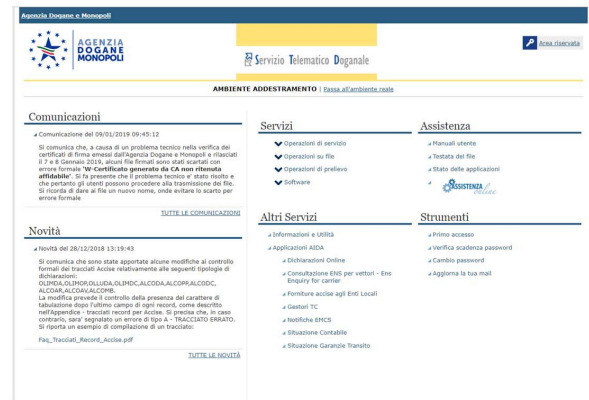 Agenzia Dogane e Monopoli
AGENZIA
DOGANE
MONOPOLI
Servizio Telematico Doganale
Area riservata
AMBIENTE ADDESTRAMENTO | Passa all'ambiente reale
Comunicazioni
Comunicazione del 09/01/2019 09:45:12
Si comunica che, a causa di un problema tecnico nella verifica dei
certificati di firma emessi dall'Agenzia Dogane e Monopoli e rilasciati
il 7 e 8 Gennaio 2019, alcuni file firmati sono stati scartati con
errore formale 'W-Certificato generato da CA non ritenuta
affidabile'. Si fa presente che il problema tecnico e' stato risolto e
che pertanto gli utenti possono procedere alla trasmissione del file.
Si ricorda di dare al file un nuovo nome, onde evitare lo scarto per
errore formale
TUTTE LE COMUNICAZIONI
Novità
Novità del 28/12/2018 13:19:43
Si comunica che sono state apportate alcune modifiche ai controllo
formali dei tracciati Accise relativamente alle seguenti tipologie di
dichiarazioni:
OLIMDA,OLIMOP,OLLUDA,OLIMDC,ALCODA,ALCOPP,ALCODC,
ALCOAR,ALCOAV,ALCOMB.
La modifica prevede il controllo della presenza del carattere di
tabulazione dopo l'ultimo campo di ogni record, come descritto
nell'Appendice - tracciati record per Accise. Si precisa che, in caso
contrario, sara' segnalato un errore di tipo A - TRACCIATO ERRATO.
Si riporta un esempio di compilazione di un tracciato:
Faq_Tracciati_Record_Accise.pdf
TUTTE LE NOVITÀ
Servizi
Operazioni di servizio
Operazioni su file
Operazioni di prelievo
Software
Assistenza
Manuali utente
Testata del file
Stato delle applicazioni
ASSISTENZA online
Altri Servizi
Informazioni e Utilità
Applicazioni AIDA
Dichiarazioni Online
Consultazione ENS per vettori - Ens
Enquiry for carrier
Forniture accise agli Enti Locali
Gestori TC
Notifiche EMCS
Situazione Contabile
Situazione Garanzie Transito
Strumenti
Primo accesso
Verifica scadenza password
Cambio password
Aggiorna la tua mail